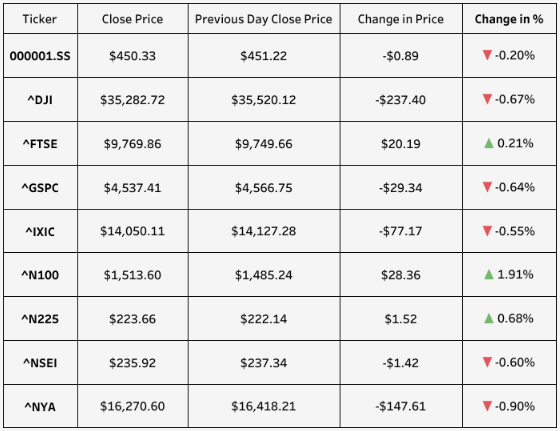 Ticker Close Price Previous Day Close Price Change in Price Change in %
000001.SS $450.33 $451.22 -$0.89 ▼ -0.20%
^DJI $35,282.72 $35,520.12 -$237.40 ▼ -0.67%
^FTSE $9,769.86 $9,749.66 $20.19 ▲ 0.21%
^GSPC $4,537.41 $4,566.75 -$29.34 ▼ -0.64%
^IXIC $14,050.11 $14,127.28 -$77.17 ▼ -0.55%
^N100 $1,513.60 $1,485.24 $28.36 ▲ 1.91%
^N225 $223.66 $222.14 $1.52 ▲ 0.68%
^NSEI $235.92 $237.34 -$1.42 ▼ -0.60%
^NYA $16,270.60 $16,418.21 -$147.61 ▼ -0.90%